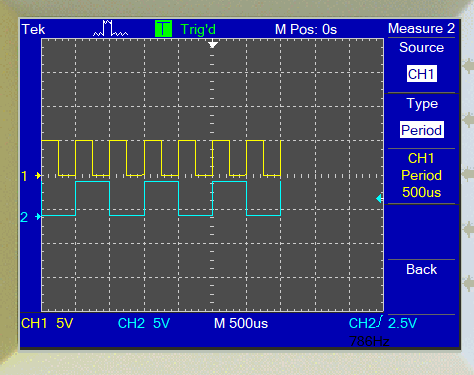 Tek T Trig'd M Pos: 0s Measure 2
Source
CH1
Type
Period
CH1
Period
500us
Back
1
2
CH1 5V CH2 5V M 500us CH2 2.5V
786Hz